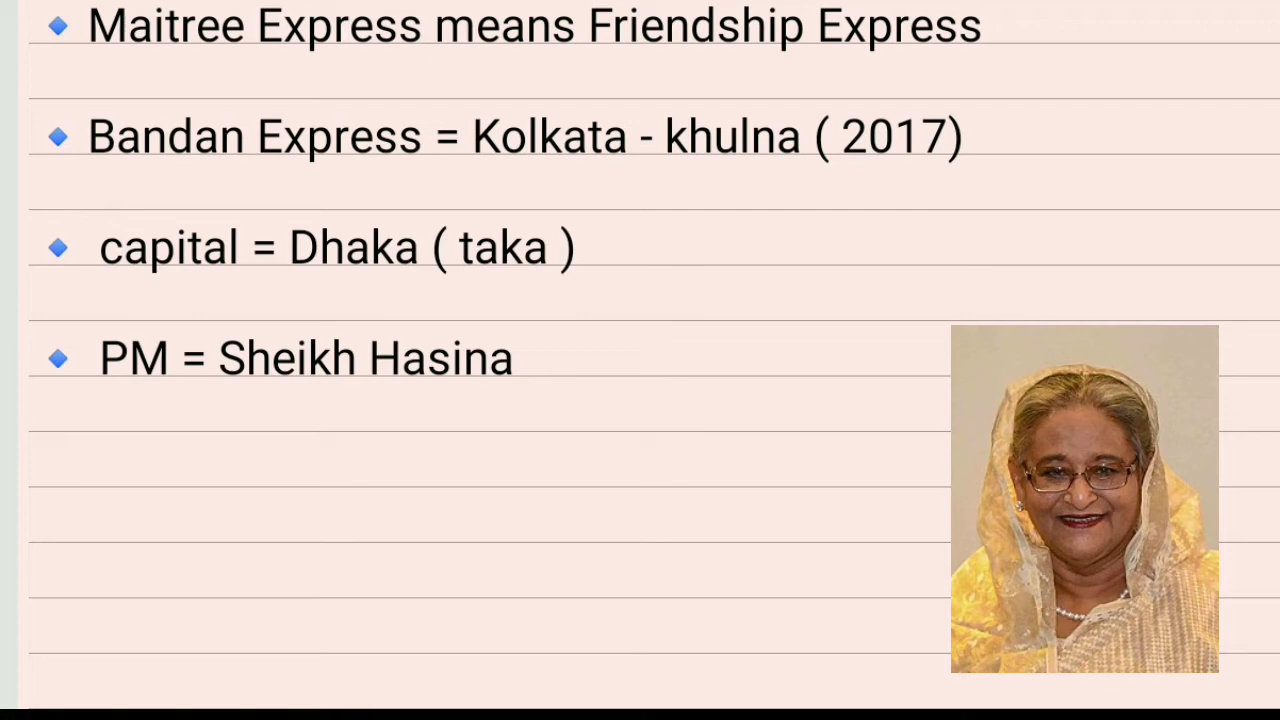 🔹 Maitree Express means Friendship Express
🔹 Bandan Express = Kolkata - khulna ( 2017)
🔹 capital = Dhaka ( taka )
🔹 PM = Sheikh Hasina